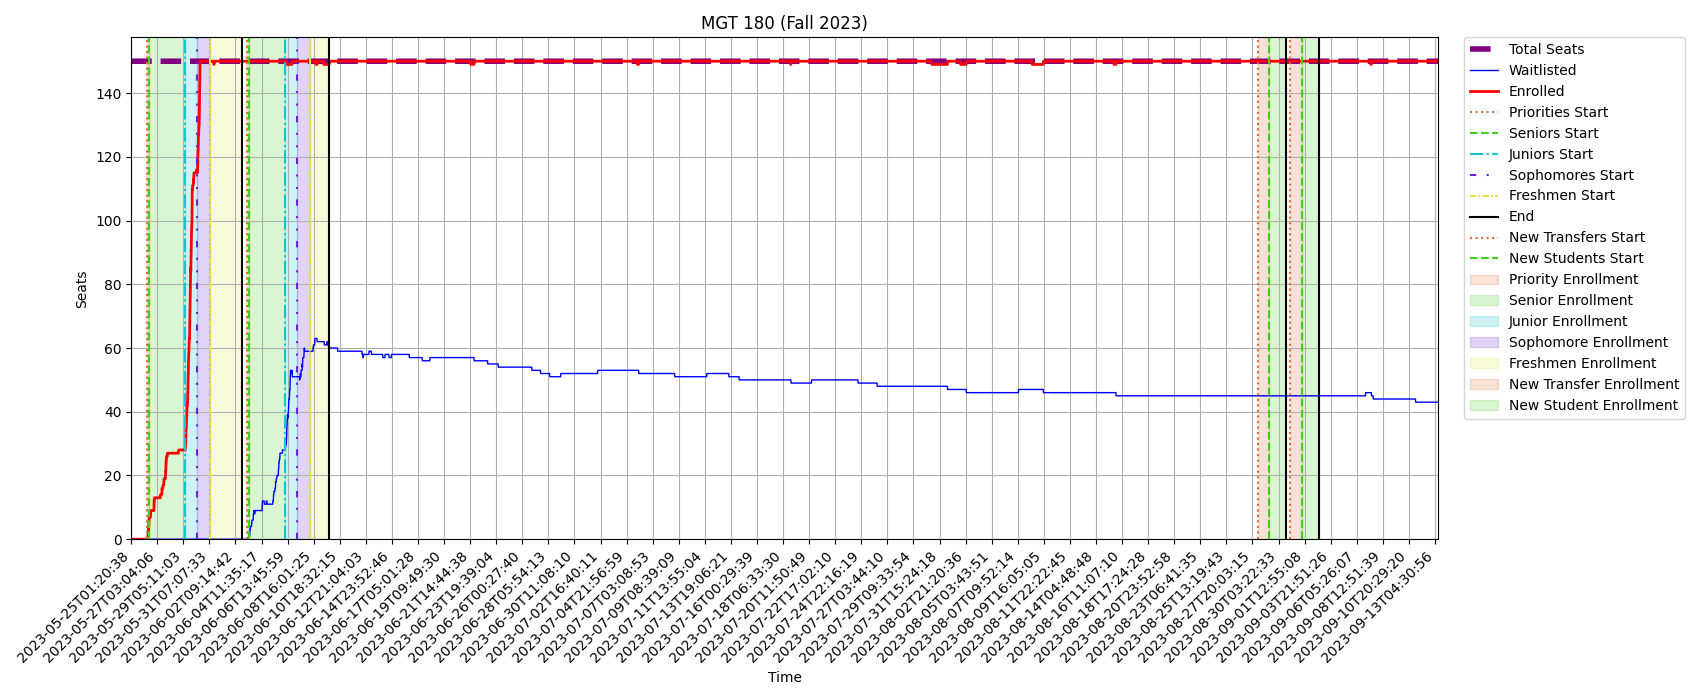 MGT 180 (Fall 2023)
Seats
140
120
100
80
60
40
20
0
2023-05-25T01:20:38
2023-05-27T03:04:06
2023-05-29T05:11:03
2023-05-31T07:07:33
2023-06-02T09:14:42
2023-06-04T11:35:17
2023-06-06T13:45:59
2023-06-08T16:01:25
2023-06-10T18:32:15
2023-06-12T21:04:03
2023-06-14T23:52:46
2023-06-17T05:01:28
2023-06-19T09:49:30
2023-06-21T14:44:38
2023-06-23T19:39:04
2023-06-26T00:27:40
2023-06-28T05:54:13
2023-06-30T11:08:10
2023-07-02T16:40:11
2023-07-04T21:56:59
2023-07-07T03:08:53
2023-07-09T08:39:09
2023-07-11T13:55:04
2023-07-13T19:06:21
2023-07-16T00:29:39
2023-07-18T06:33:30
2023-07-20T11:50:49
2023-07-22T17:02:10
2023-07-24T22:16:19
2023-07-27T03:44:10
2023-07-29T09:33:54
2023-07-31T15:24:18
2023-08-02T21:20:36
2023-08-05T03:43:51
2023-08-07T09:52:14
2023-08-09T16:05:05
2023-08-11T22:22:45
2023-08-14T04:48:48
2023-08-16T11:07:10
2023-08-18T17:24:28
2023-08-20T23:52:58
2023-08-23T06:41:35
2023-08-25T13:19:43
2023-08-27T20:03:15
2023-08-30T03:22:33
2023-09-01T12:55:08
2023-09-03T21:51:26
2023-09-06T05:26:07
2023-09-08T12:51:39
2023-09-10T20:29:20
2023-09-13T04:30:56
Time
Total Seats
Waitlisted
Enrolled
Priorities Start
Seniors Start
Juniors Start
Sophomores Start
Freshmen Start
End
New Transfers Start
New Students Start
Priority Enrollment
Senior Enrollment
Junior Enrollment
Sophomore Enrollment
Freshmen Enrollment
New Transfer Enrollment
New Student Enrollment